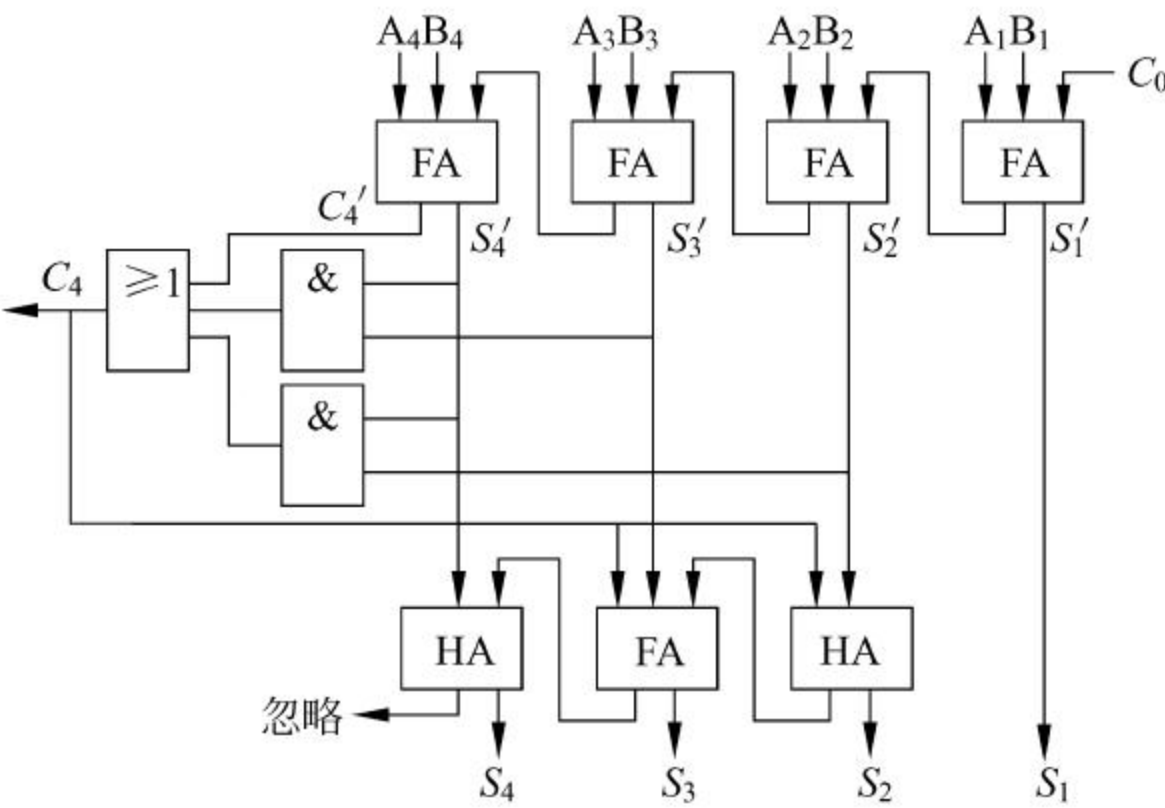 A₄B₄ A₃B₃ A₂B₂ A₁B₁
C₀
FA FA FA FA
C₄′ S₄′ S₃′ S₂′ S₁′
C₄ ≥1 &
&
HA FA HA
忽略
S₄ S₃ S₂ S₁